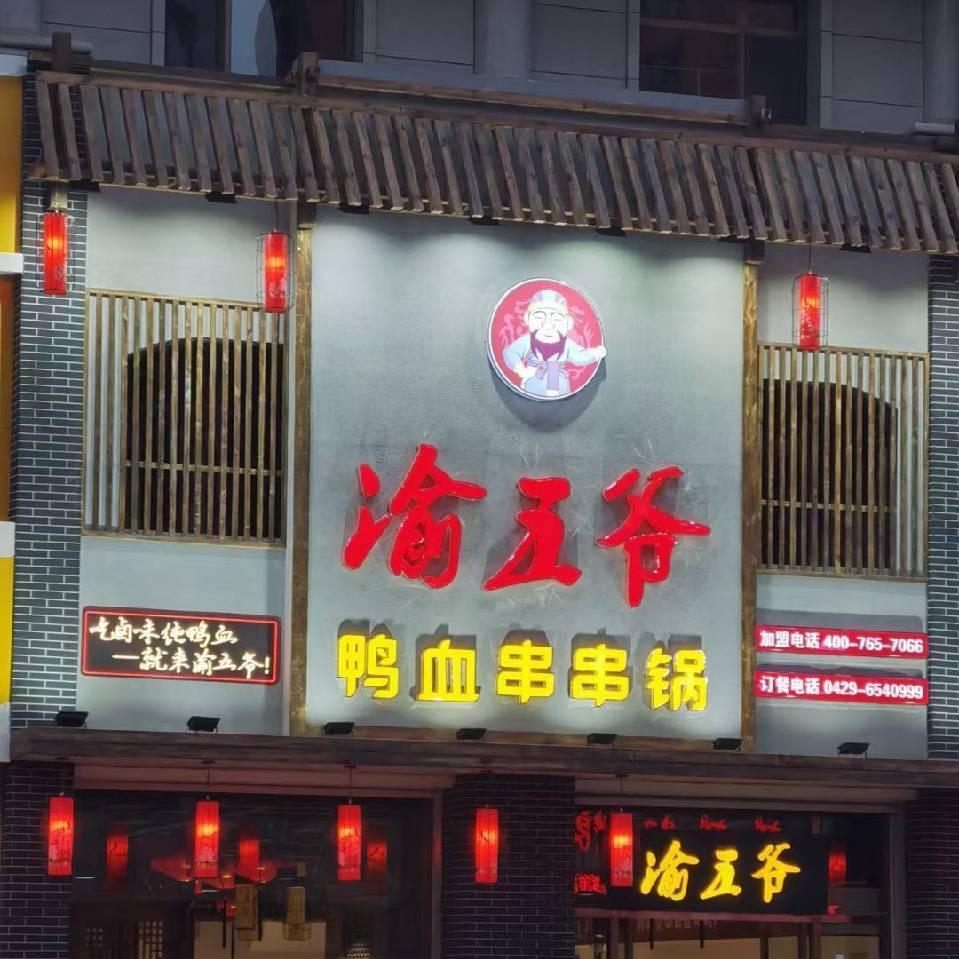 渝五爷
鸭血串串锅
吃卤味纯鸭血
一就来渝五爷!
加盟电话 400-765-7066
订餐电话 0429-6540999
渝五爷